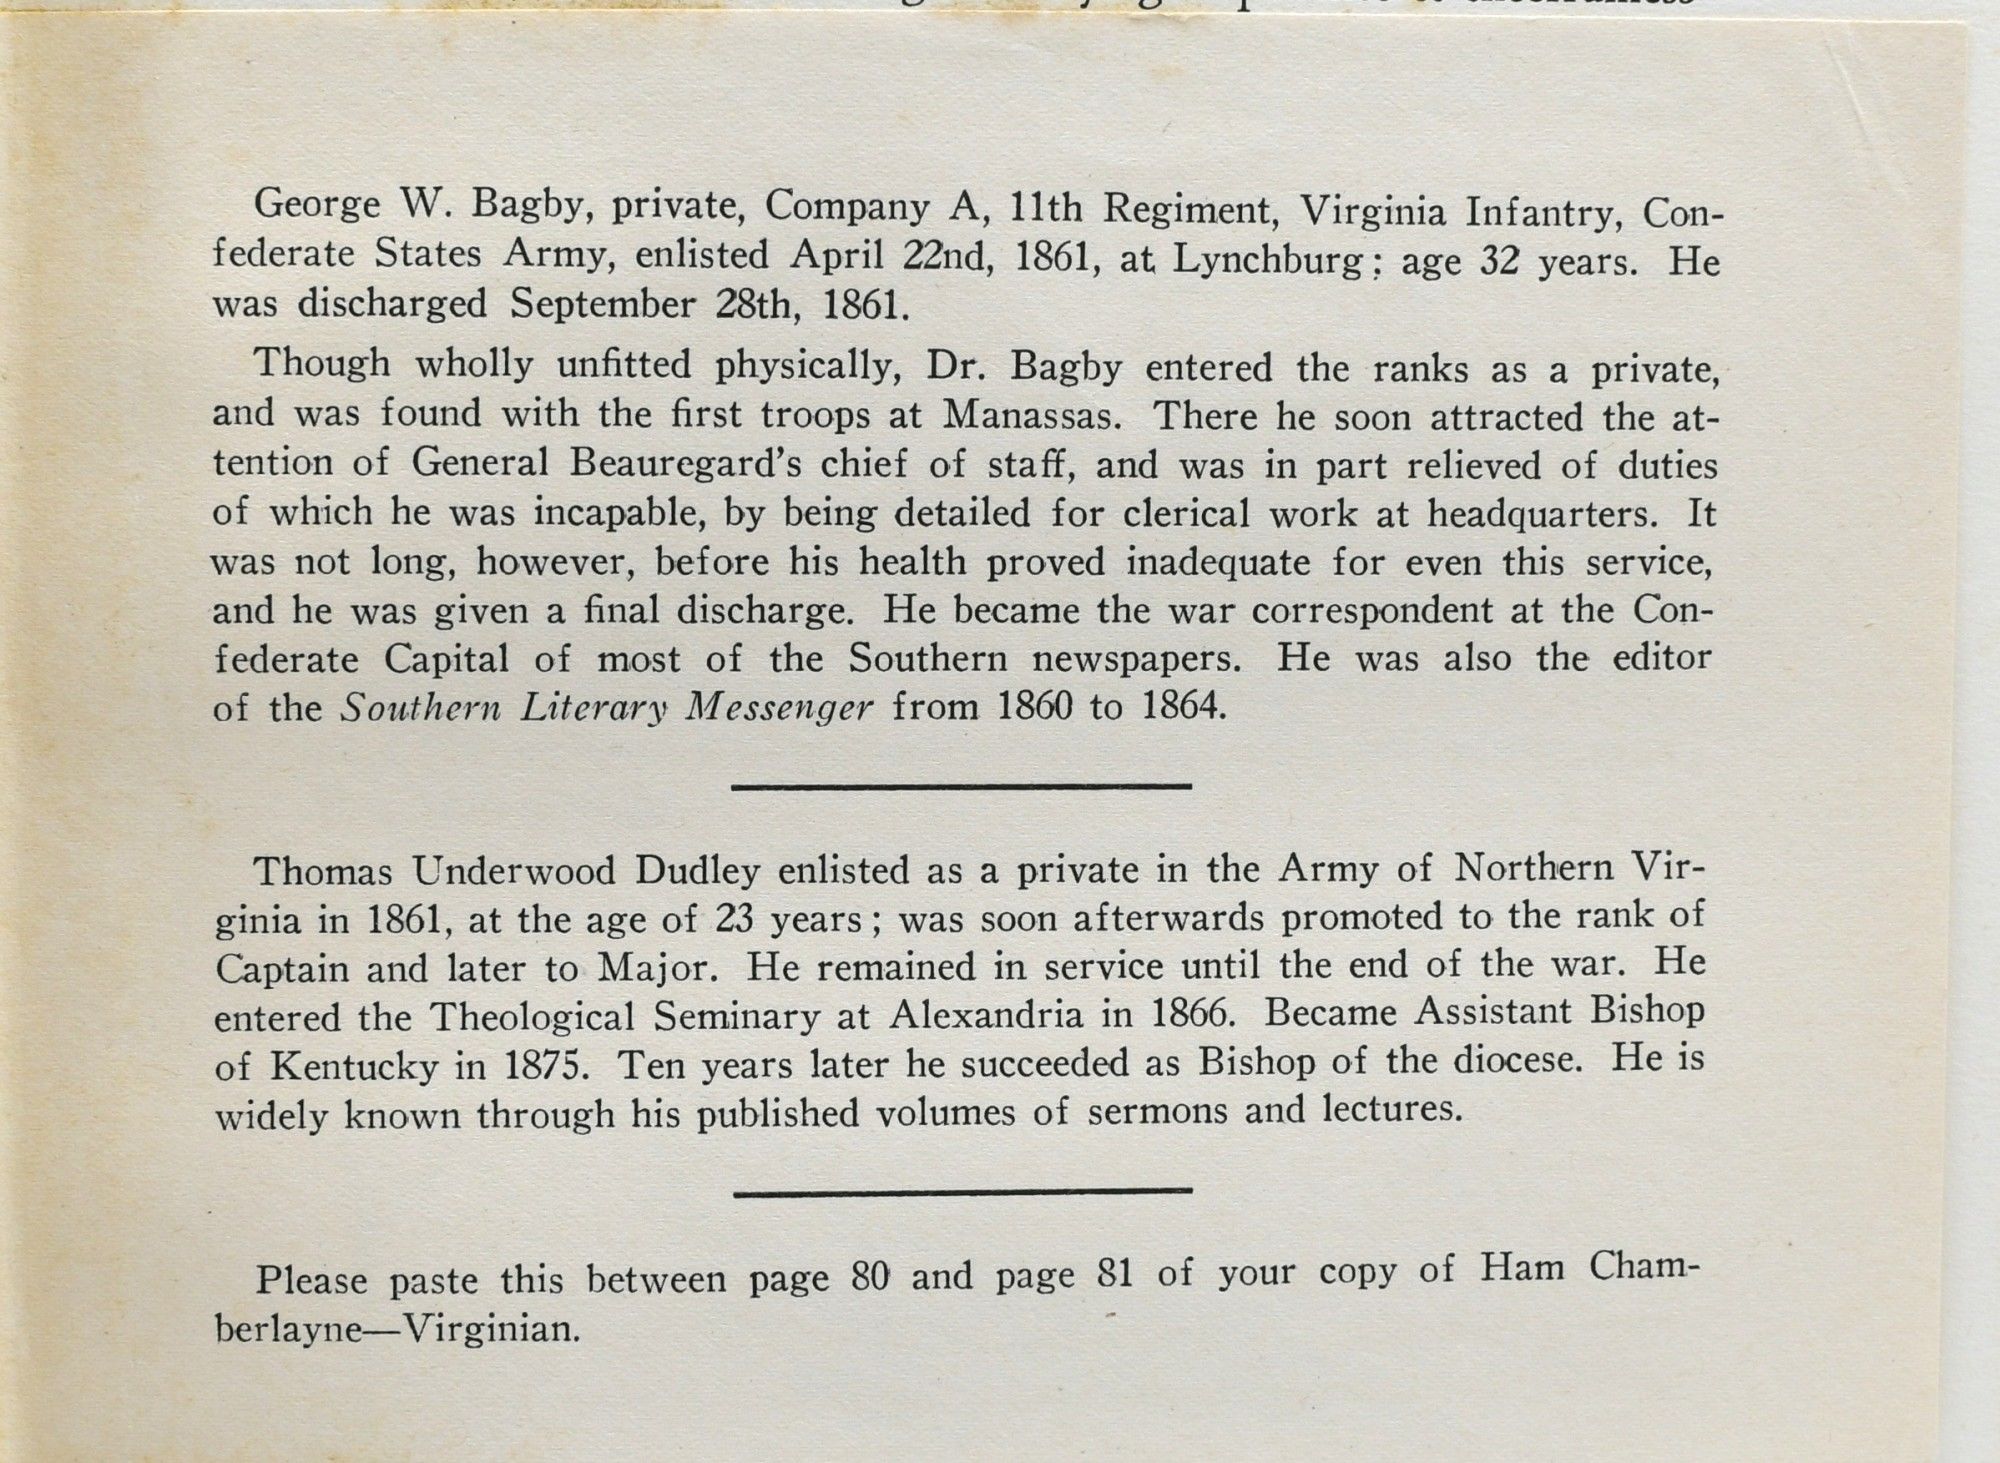 George W. Bagby, private, Company A, 11th Regiment, Virginia Infantry, Con-
federate States Army, enlisted April 22nd, 1861, at Lynchburg; age 32 years. He
was discharged September 28th, 1861.
Though wholly unfitted physically, Dr. Bagby entered the ranks as a private,
and was found with the first troops at Manassas. There he soon attracted the at-
tention of General Beauregard's chief of staff, and was in part relieved of duties
of which he was incapable, by being detailed for clerical work at headquarters. It
was not long, however, before his health proved inadequate for even this service,
and he was given a final discharge. He became the war correspondent at the Con-
federate Capital of most of the Southern newspapers. He was also the editor
of the Southern Literary Messenger from 1860 to 1864.
Thomas Underwood Dudley enlisted as a private in the Army of Northern Vir-
ginia in 1861, at the age of 23 years; was soon afterwards promoted to the rank of
Captain and later to Major. He remained in service until the end of the war. He
entered the Theological Seminary at Alexandria in 1866. Became Assistant Bishop
of Kentucky in 1875. Ten years later he succeeded as Bishop of the diocese. He is
widely known through his published volumes of sermons and lectures.
Please paste this between page 80 and page 81 of your copy of Ham Cham-
berlayne—Virginian.